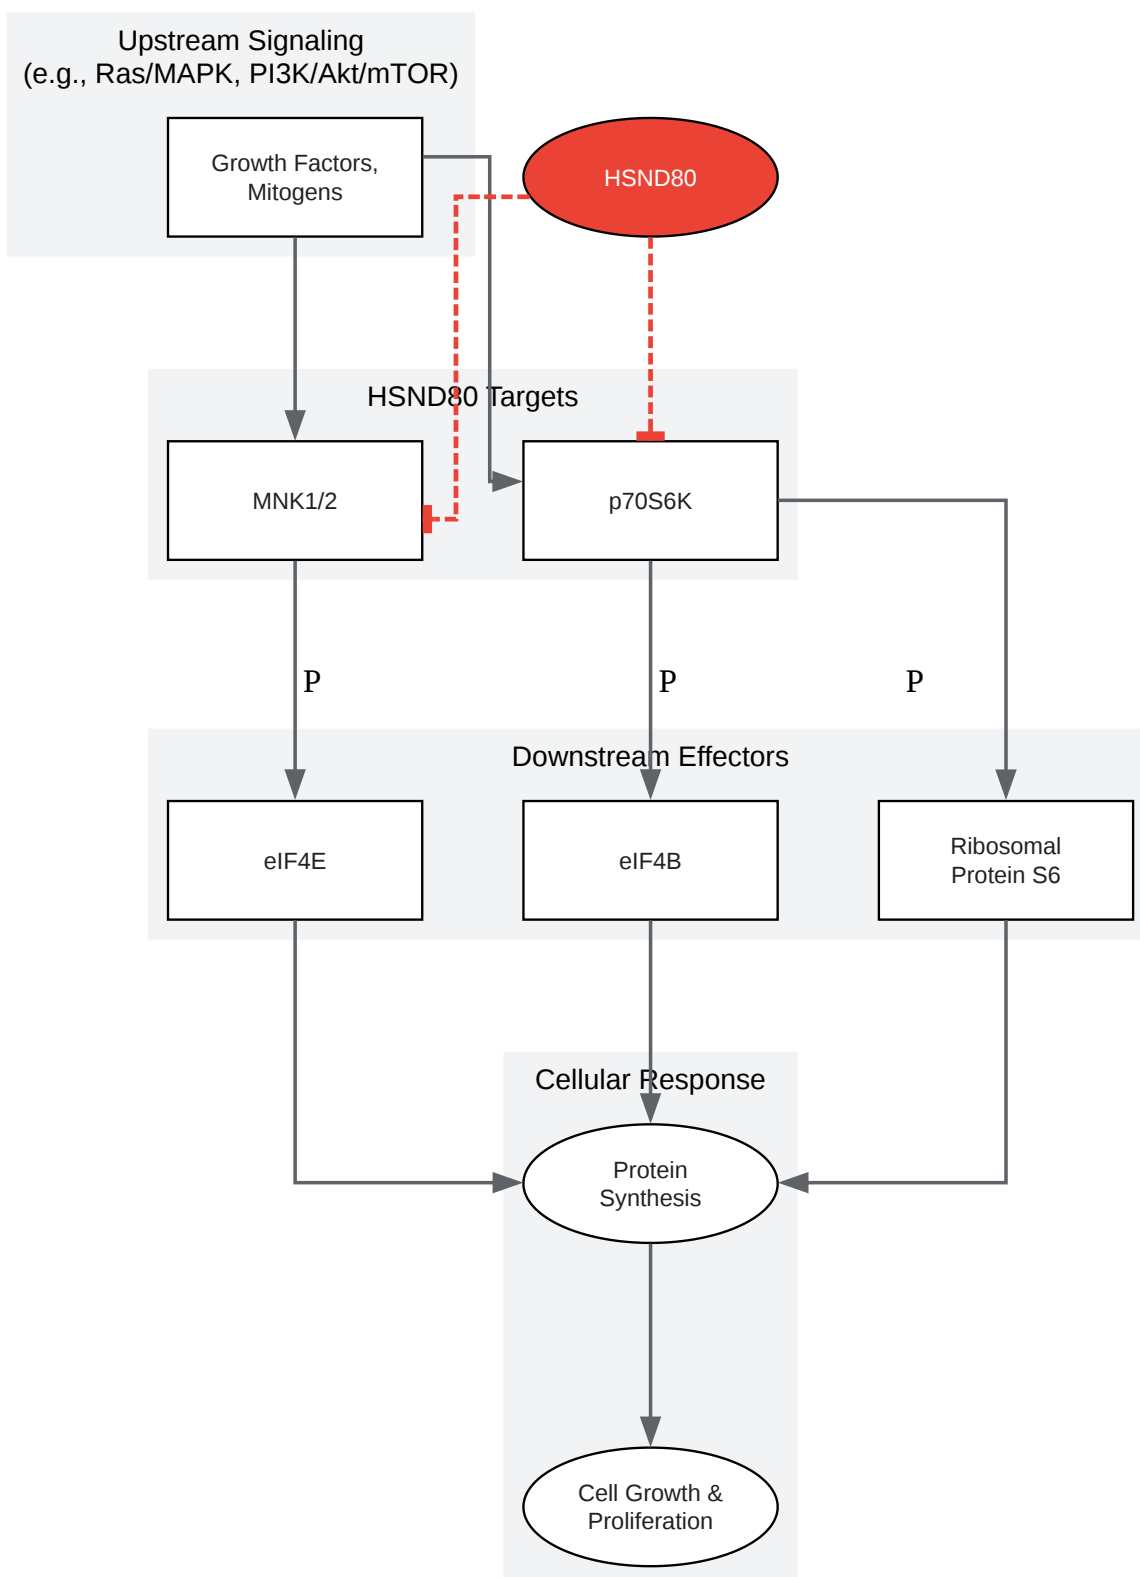 Upstream Signaling
(e.g., Ras/MAPK, PI3K/Akt/mTOR)
Growth Factors,
Mitogens
HSND80
HSND80 Targets
MNK1/2
p70S6K
P
P
P
Downstream Effectors
eIF4E
eIF4B
Ribosomal
Protein S6
Cellular Response
Protein
Synthesis
Cell Growth &
Proliferation